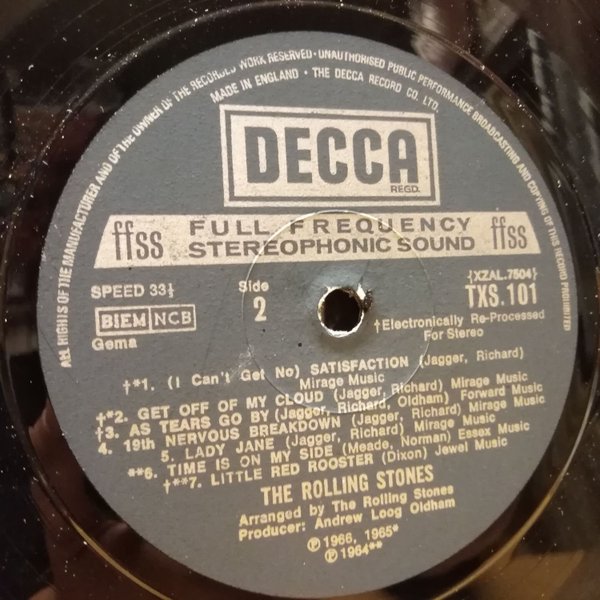 ALL RIGHTS OF THE MANUFACTURER AND OF THE OWNER OF THE RECORDED WORK RESERVED · UNAUTHORISED PUBLIC PERFORMANCE BROADCASTING AND COPYING OF THIS RECORD PROHIBITED
MADE IN ENGLAND · THE DECCA RECORD CO. LTD.
DECCA
REGD.
ffss FULL FREQUENCY STEREOPHONIC SOUND ffss
SPEED 33⅓
Side 2
{XZAL.7504}
TXS.101
BIEM NCB
Gema
†Electronically Re-Processed
For Stereo
†*1. (I Can't Get No) SATISFACTION (Jagger, Richard)
Mirage Music
†*2. GET OFF OF MY CLOUD (Jagger, Richard) Mirage Music
†3. AS TEARS GO BY (Jagger, Richard, Oldham) Forward Music
4. 19th NERVOUS BREAKDOWN (Jagger, Richard) Mirage Music
5. LADY JANE (Jagger, Richard) Mirage Music
**6. TIME IS ON MY SIDE (Meade, Norman) Essex Music
†**7. LITTLE RED ROOSTER (Dixon) Jewel Music
THE ROLLING STONES
Arranged by The Rolling Stones
Producer: Andrew Loog Oldham
℗ 1966, 1965*
℗ 1964**